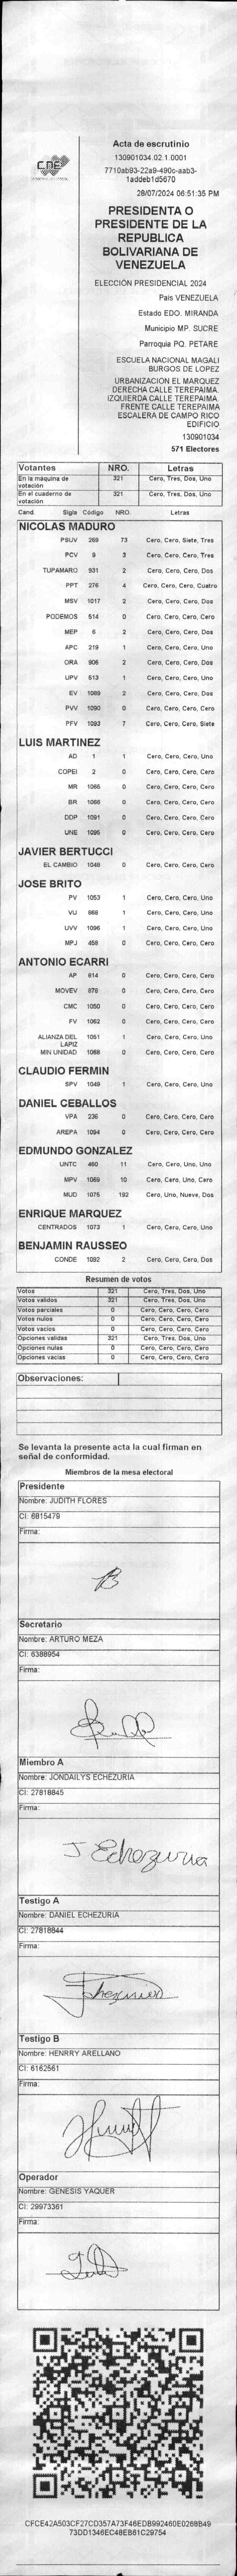 CNE
Acta de escrutinio
130901034.02.1.0001
7710ab93-22a9-490c-aab3-
1addeb1d5670
28/07/2024 06:51:35 PM
PRESIDENTA O
PRESIDENTE DE LA
REPUBLICA
BOLIVARIANA DE
VENEZUELA
ELECCIÓN PRESIDENCIAL 2024
País VENEZUELA
Estado EDO. MIRANDA
Municipio MP. SUCRE
Parroquia PQ. PETARE
ESCUELA NACIONAL MAGALI
BURGOS DE LOPEZ
URBANIZACION EL MARQUEZ
DERECHA CALLE TEREPAIMA.
IZQUIERDA CALLE TEREPAIMA.
FRENTE CALLE TEREPAIMA
ESCALERA DE CAMPO RICO
EDIFICIO
130901034
571 Electores
Votantes NRO. Letras
En la máquina de votación 321 Cero, Tres, Dos, Uno
En el cuaderno de votación 321 Cero, Tres, Dos, Uno
Cand. Sigla Código NRO. Letras
NICOLAS MADURO
PSUV 269 73 Cero, Cero, Siete, Tres
PCV 9 3 Cero, Cero, Cero, Tres
TUPAMARO 931 2 Cero, Cero, Cero, Dos
PPT 276 4 Cero, Cero, Cero, Cuatro
MSV 1017 2 Cero, Cero, Cero, Dos
PODEMOS 514 0 Cero, Cero, Cero, Cero
MEP 6 2 Cero, Cero, Cero, Dos
APC 219 1 Cero, Cero, Cero, Uno
ORA 906 2 Cero, Cero, Cero, Dos
UPV 613 1 Cero, Cero, Cero, Uno
EV 1089 2 Cero, Cero, Cero, Dos
PVV 1090 0 Cero, Cero, Cero, Cero
PFV 1093 7 Cero, Cero, Cero, Siete
LUIS MARTINEZ
AD 1 1 Cero, Cero, Cero, Uno
COPEI 2 0 Cero, Cero, Cero, Cero
MR 1065 0 Cero, Cero, Cero, Cero
BR 1066 0 Cero, Cero, Cero, Cero
DDP 1091 0 Cero, Cero, Cero, Cero
UNE 1095 0 Cero, Cero, Cero, Cero
JAVIER BERTUCCI
EL CAMBIO 1048 0 Cero, Cero, Cero, Cero
JOSE BRITO
PV 1053 1 Cero, Cero, Cero, Uno
VU 868 1 Cero, Cero, Cero, Uno
UVV 1096 1 Cero, Cero, Cero, Uno
MPJ 458 0 Cero, Cero, Cero, Cero
ANTONIO ECARRI
AP 814 0 Cero, Cero, Cero, Cero
MOVEV 878 0 Cero, Cero, Cero, Cero
CMC 1050 0 Cero, Cero, Cero, Cero
FV 1062 0 Cero, Cero, Cero, Cero
ALIANZA DEL LAPIZ 1051 1 Cero, Cero, Cero, Uno
MIN UNIDAD 1068 0 Cero, Cero, Cero, Cero
CLAUDIO FERMIN
SPV 1049 1 Cero, Cero, Cero, Uno
DANIEL CEBALLOS
VPA 236 0 Cero, Cero, Cero, Cero
AREPA 1094 0 Cero, Cero, Cero, Cero
EDMUNDO GONZALEZ
UNTC 460 11 Cero, Cero, Uno, Uno
MPV 1069 10 Cero, Cero, Uno, Cero
MUD 1075 192 Cero, Uno, Nueve, Dos
ENRIQUE MARQUEZ
CENTRADOS 1073 1 Cero, Cero, Cero, Uno
BENJAMIN RAUSSEO
CONDE 1092 2 Cero, Cero, Cero, Dos
Resumen de votos
Votos 321 Cero, Tres, Dos, Uno
Votos validos 321 Cero, Tres, Dos, Uno
Votos parciales 0 Cero, Cero, Cero, Cero
Votos nulos 0 Cero, Cero, Cero, Cero
Votos vacios 0 Cero, Cero, Cero, Cero
Opciones validas 321 Cero, Tres, Dos, Uno
Opciones nulas 0 Cero, Cero, Cero, Cero
Opciones vacias 0 Cero, Cero, Cero, Cero
Observaciones:
Se levanta la presente acta la cual firman en
señal de conformidad.
Miembros de la mesa electoral
Presidente
Nombre: JUDITH FLORES
CI: 6815479
Firma:
Secretario
Nombre: ARTURO MEZA
CI: 6388954
Firma:
Miembro A
Nombre: JONDAILYS ECHEZURIA
CI: 27818845
Firma:
J Echezuria
Testigo A
Nombre: DANIEL ECHEZURIA
CI: 27818844
Firma:
Testigo B
Nombre: HENRRY ARELLANO
CI: 6162561
Firma:
Operador
Nombre: GENESIS YAQUER
CI: 29973361
Firma:
CFCE42A503CF27CD357A73F46EDB992460E0268B49
73DD1346EC48EB61C29754